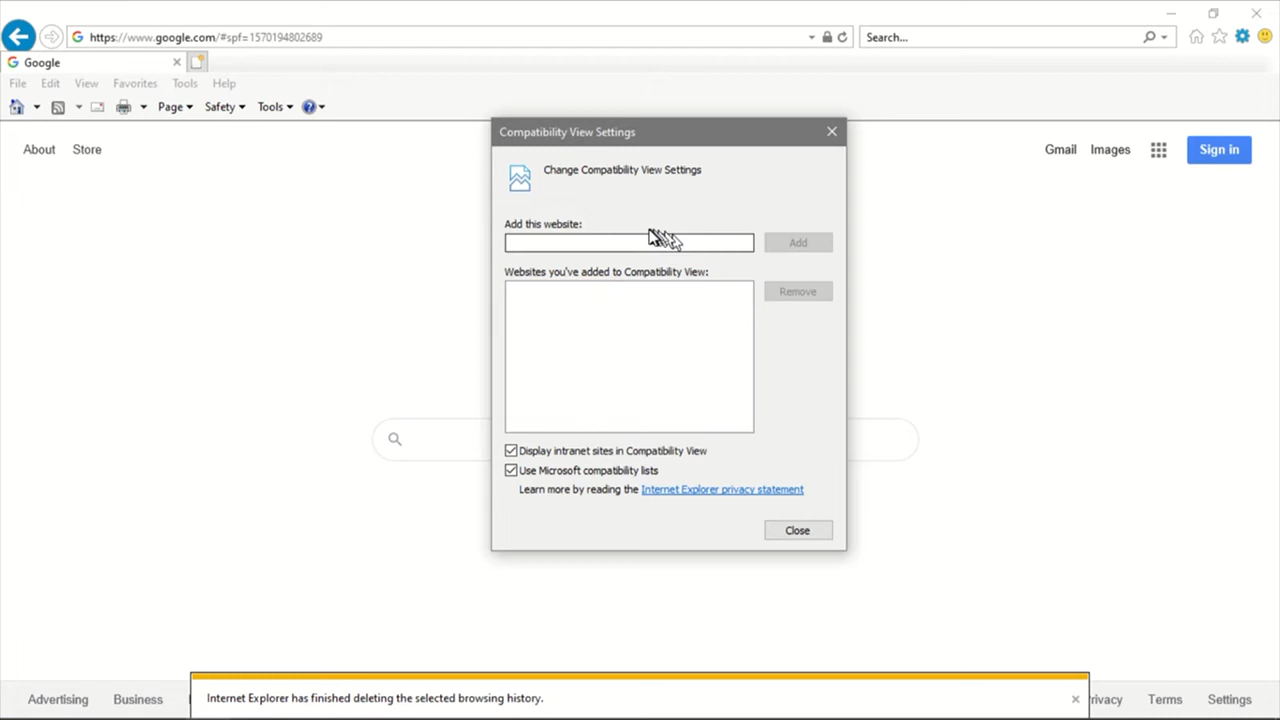 https://www.google.com/#spf=1570194802689
Search...
Google
File Edit View Favorites Tools Help
Page Safety Tools
About Store
Gmail Images Sign in
Compatibility View Settings
Change Compatibility View Settings
Add this website:
Add
Websites you've added to Compatibility View:
Remove
Display intranet sites in Compatibility View
Use Microsoft compatibility lists
Learn more by reading the Internet Explorer privacy statement
Close
Advertising Business Terms Settings
Internet Explorer has finished deleting the selected browsing history.